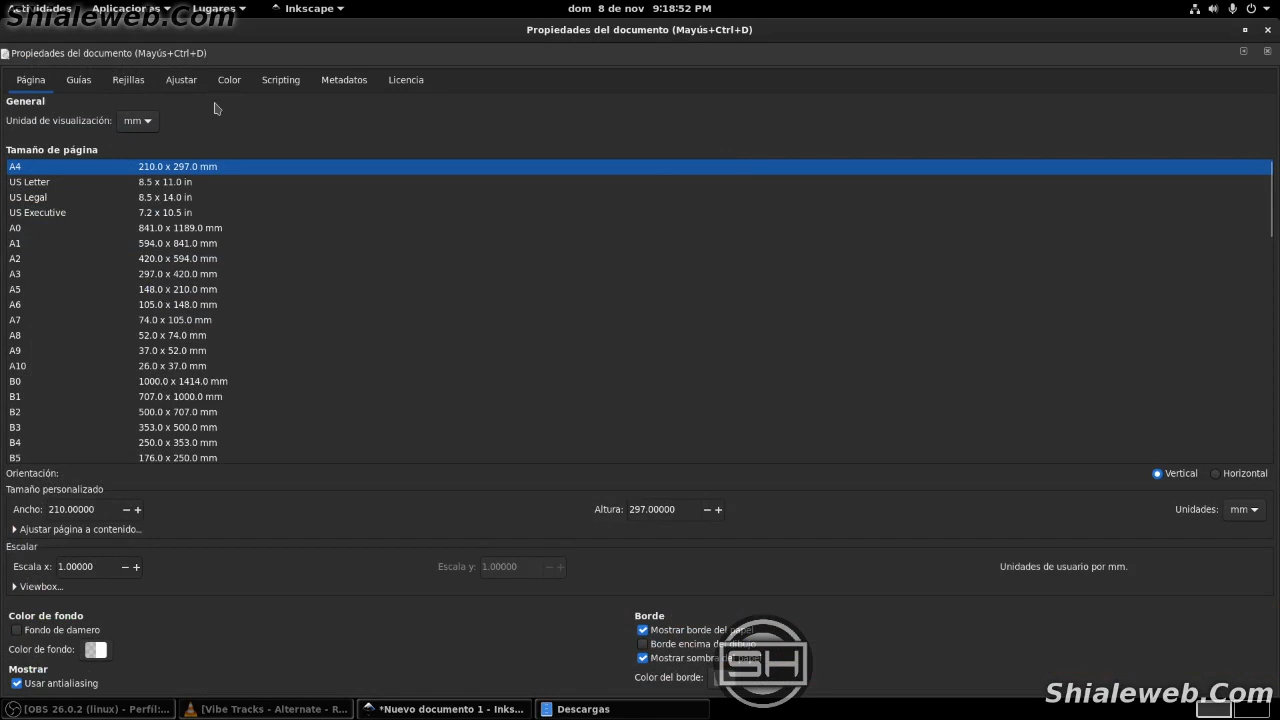 Actividades Aplicaciones Lugares Inkscape dom 8 de nov 9:18:52 PM
Shialeweb.Com
Propiedades del documento (Mayús+Ctrl+D)
Propiedades del documento (Mayús+Ctrl+D)
Página Guías Rejillas Ajustar Color Scripting Metadatos Licencia
General
Unidad de visualización: mm
Tamaño de página
A4 210.0 x 297.0 mm
US Letter 8.5 x 11.0 in
US Legal 8.5 x 14.0 in
US Executive 7.2 x 10.5 in
A0 841.0 x 1189.0 mm
A1 594.0 x 841.0 mm
A2 420.0 x 594.0 mm
A3 297.0 x 420.0 mm
A5 148.0 x 210.0 mm
A6 105.0 x 148.0 mm
A7 74.0 x 105.0 mm
A8 52.0 x 74.0 mm
A9 37.0 x 52.0 mm
A10 26.0 x 37.0 mm
B0 1000.0 x 1414.0 mm
B1 707.0 x 1000.0 mm
B2 500.0 x 707.0 mm
B3 353.0 x 500.0 mm
B4 250.0 x 353.0 mm
B5 176.0 x 250.0 mm
Orientación: Vertical Horizontal
Tamaño personalizado
Ancho: 210.00000 − + Altura: 297.00000 − + Unidades: mm
Ajustar página a contenido...
Escalar
Escala x: 1.00000 − + Escala y: 1.00000 − + Unidades de usuario por mm.
Viewbox...
Color de fondo Borde
Fondo de damero Mostrar borde del papel
Borde encima del dibujo
Color de fondo: Mostrar sombra del papel
Mostrar
Color del borde:
Usar antialiasing
SH
Shialeweb.Com
[OBS 26.0.2 (linux) - Perfil:... [Vibe Tracks - Alternate - R... *Nuevo documento 1 - Inks... Descargas